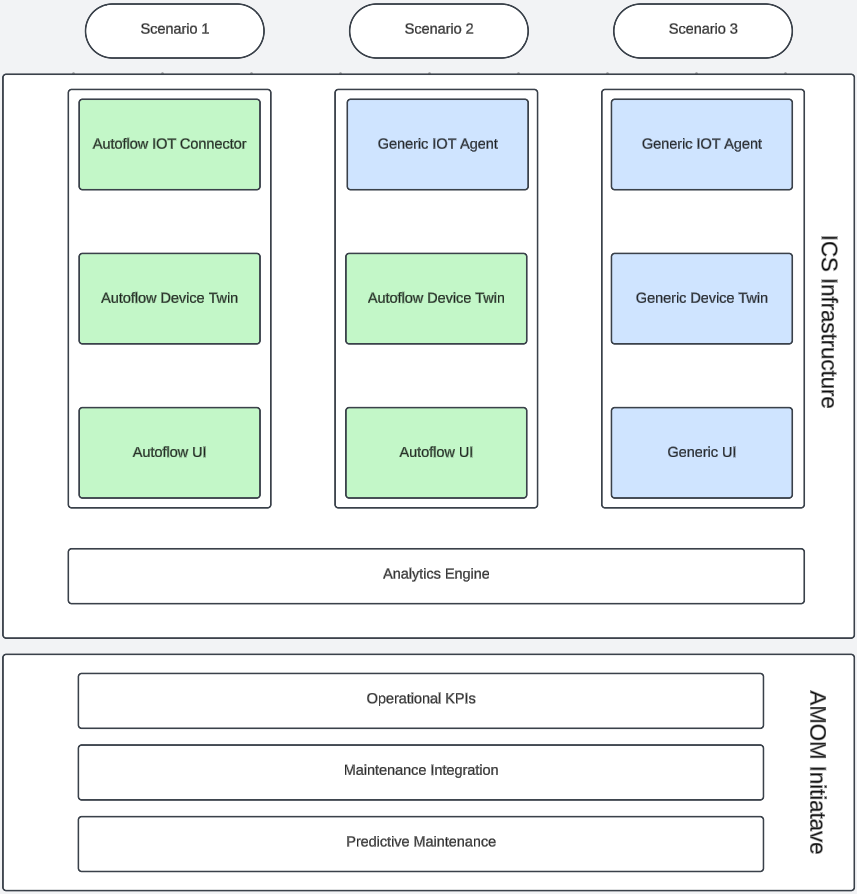 Scenario 1
Scenario 2
Scenario 3
Autoflow IOT Connector
Generic IOT Agent
Generic IOT Agent
Autoflow Device Twin
Autoflow Device Twin
Generic Device Twin
Autoflow UI
Autoflow UI
Generic UI
ICS Infrastructure
Analytics Engine
Operational KPIs
Maintenance Integration
Predictive Maintenance
AMOM Initiatave